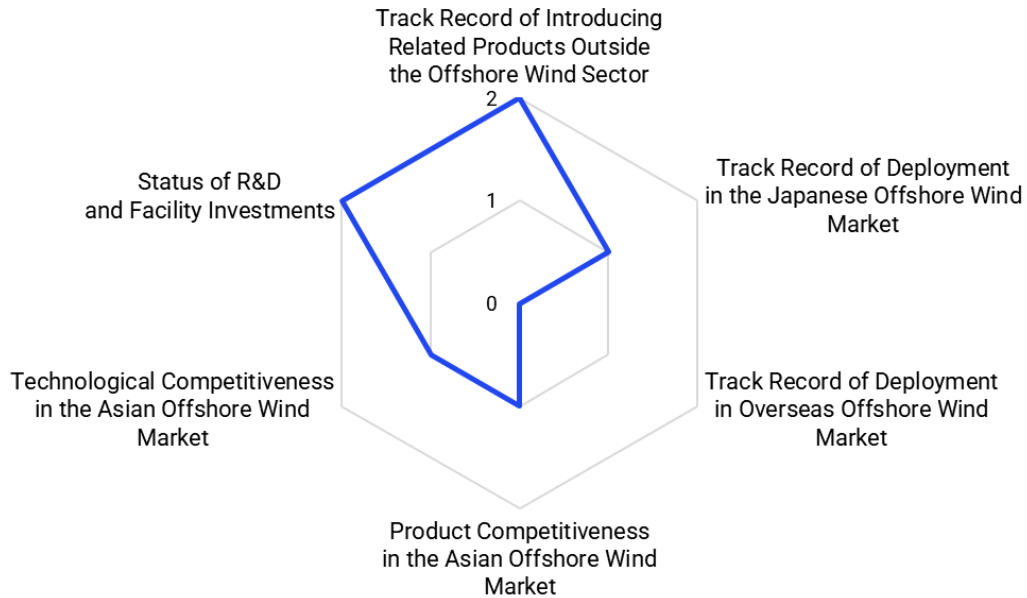 Track Record of Introducing
Related Products Outside
the Offshore Wind Sector
2
Track Record of Deployment
in the Japanese Offshore Wind
Market
Status of R&D
and Facility Investments
1
0
Technological Competitiveness
in the Asian Offshore Wind
Market
Track Record of Deployment
in Overseas Offshore Wind
Market
Product Competitiveness
in the Asian Offshore Wind
Market